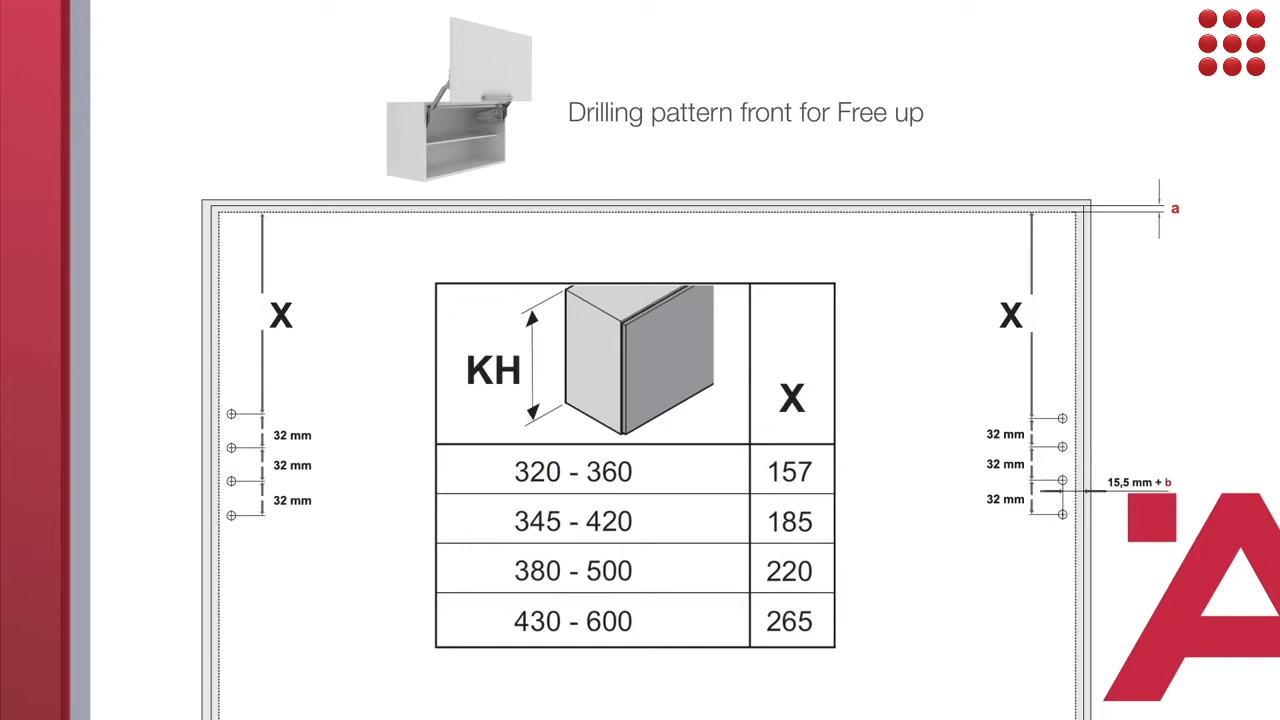 Drilling pattern front for Free up
a
X
X
KH
X
32 mm
32 mm
32 mm
32 mm
32 mm
32 mm
15,5 mm + b
320 - 360 157
345 - 420 185
380 - 500 220
430 - 600 265
A